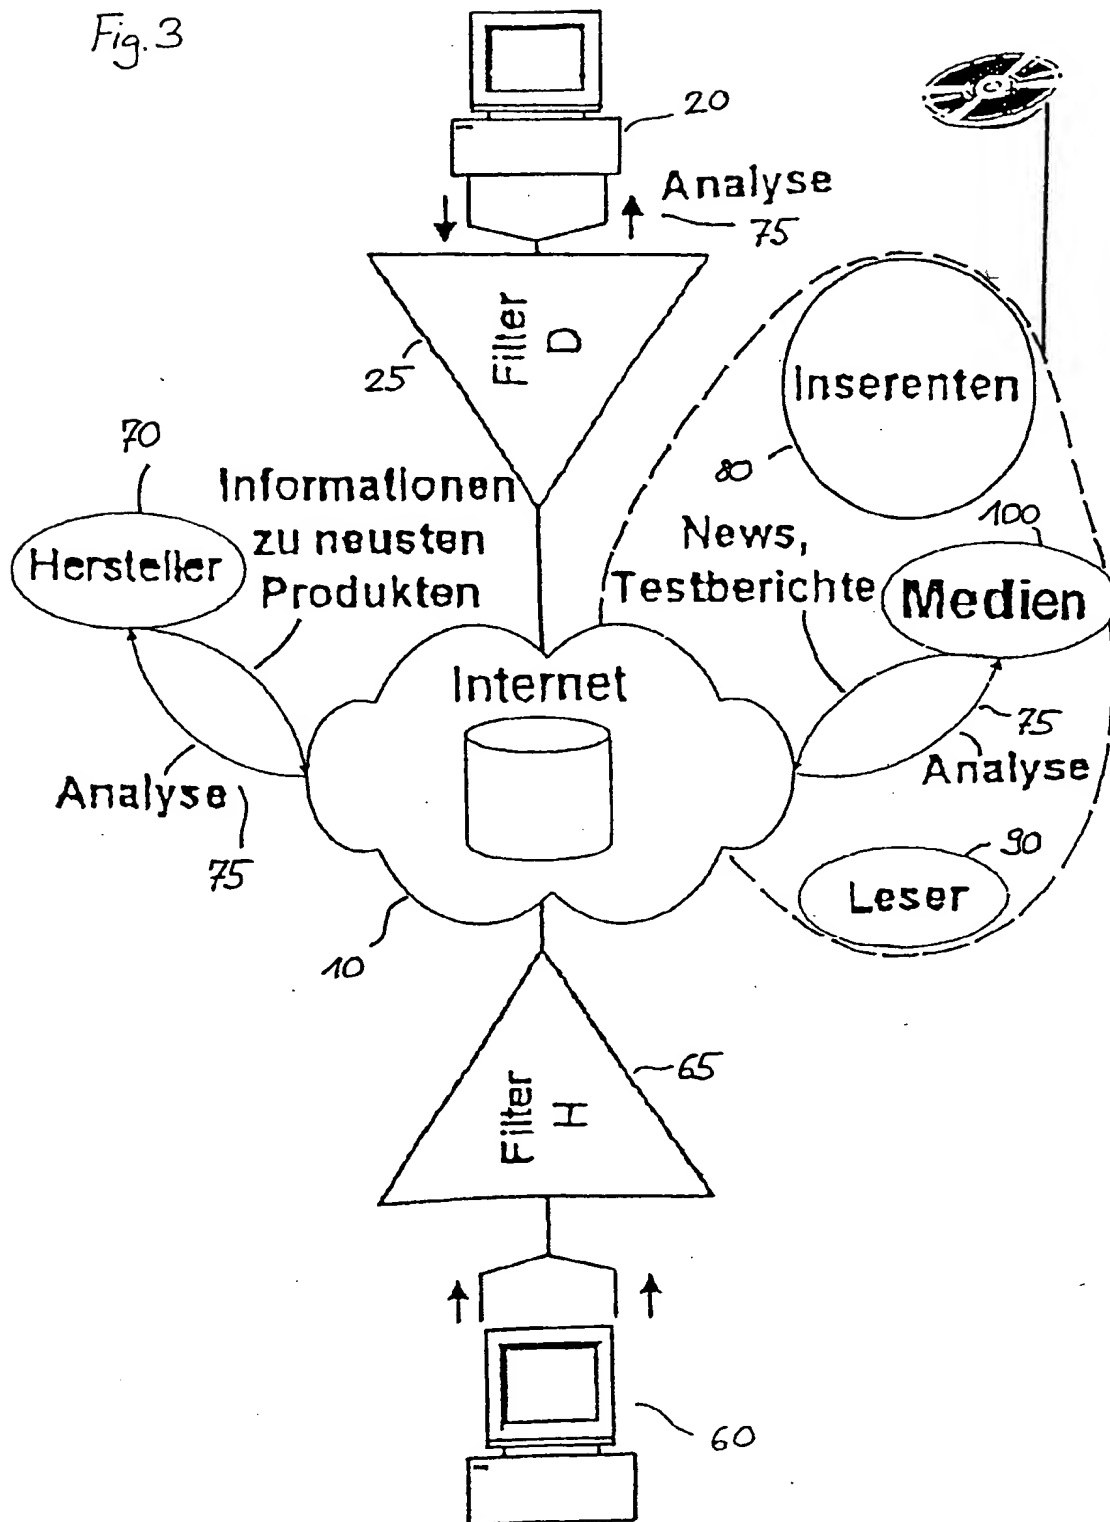 Fig. 3
20
Analyse
75
Filter
D
25
Inserenten
80
70
Informationen
zu neusten
Produkten
Hersteller
News,
Testberichte
100
Medien
Internet
75
Analyse
Analyse
75
90
Leser
10
65
Filter
H
60